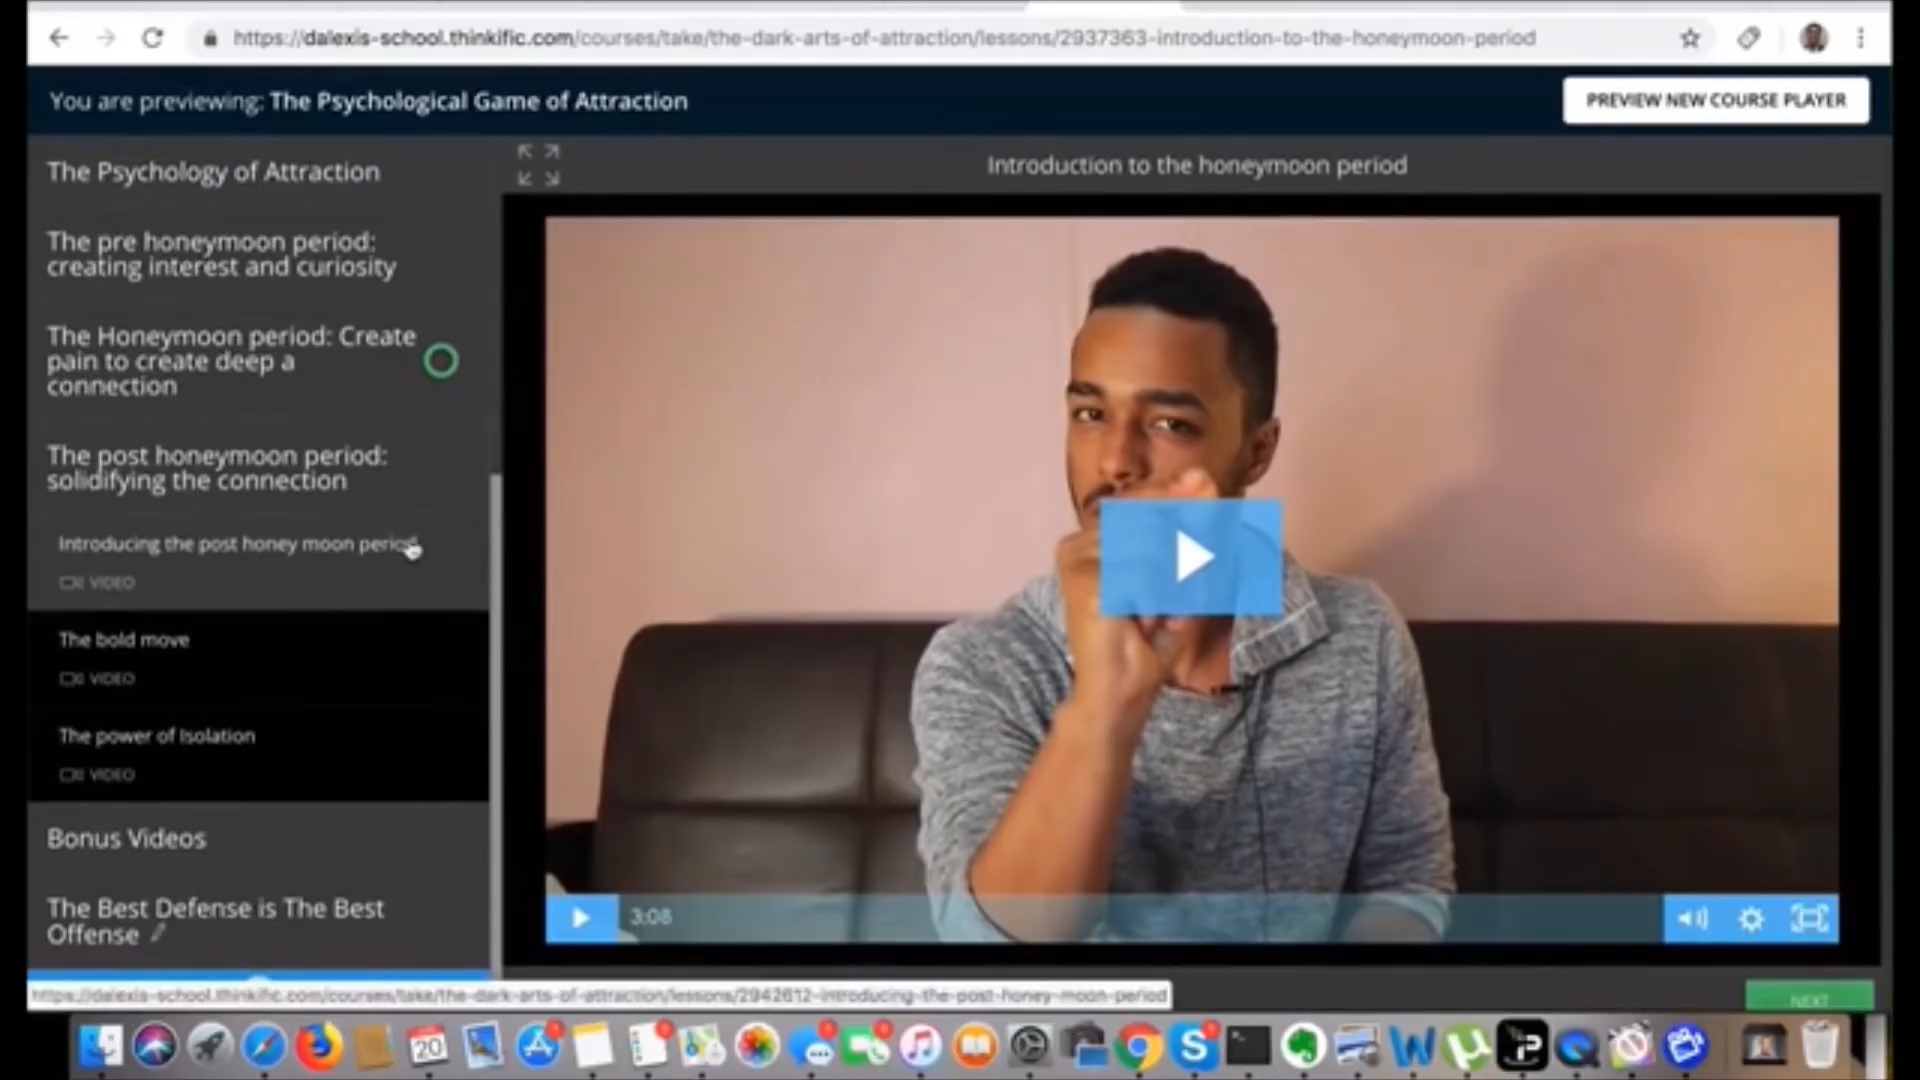 https://dalexis-school.thinkific.com/courses/take/the-dark-arts-of-attraction/lessons/2937363-introduction-to-the-honeymoon-period
You are previewing: The Psychological Game of Attraction
PREVIEW NEW COURSE PLAYER
The Psychology of Attraction
The pre honeymoon period:
creating interest and curiosity
The Honeymoon period: Create
pain to create deep a
connection
The post honeymoon period:
solidifying the connection
Introducing the post honey moon period
VIDEO
The bold move
VIDEO
The power of Isolation
VIDEO
Bonus Videos
The Best Defense is The Best
Offense
Introduction to the honeymoon period
3:08
https://dalexis-school.thinkific.com/courses/take/the-dark-arts-of-attraction/lessons/2942612-introducing-the-post-honey-moon-period
NEXT
20